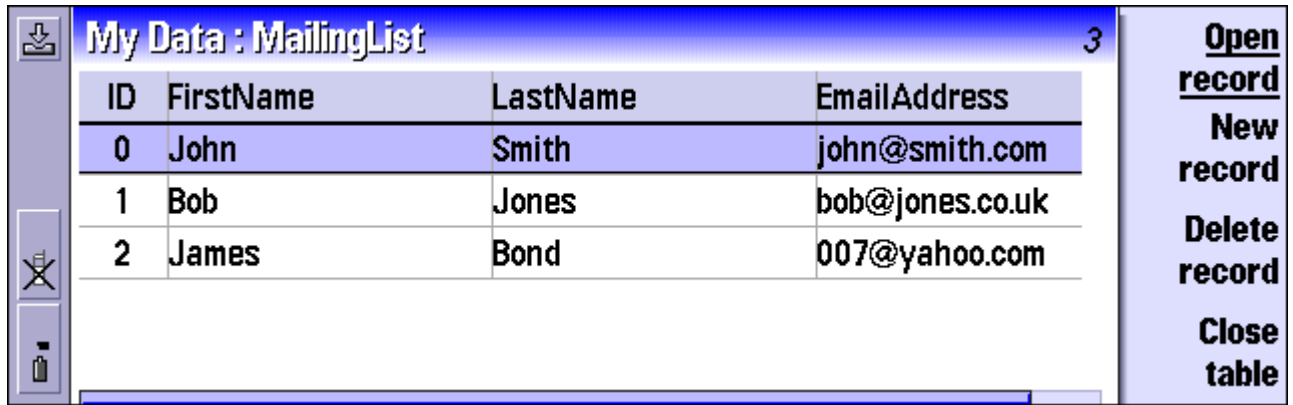 My Data : MailingList 3
ID FirstName LastName EmailAddress
0 John Smith john@smith.com
1 Bob Jones bob@jones.co.uk
2 James Bond 007@yahoo.com
Open
record
New
record
Delete
record
Close
table